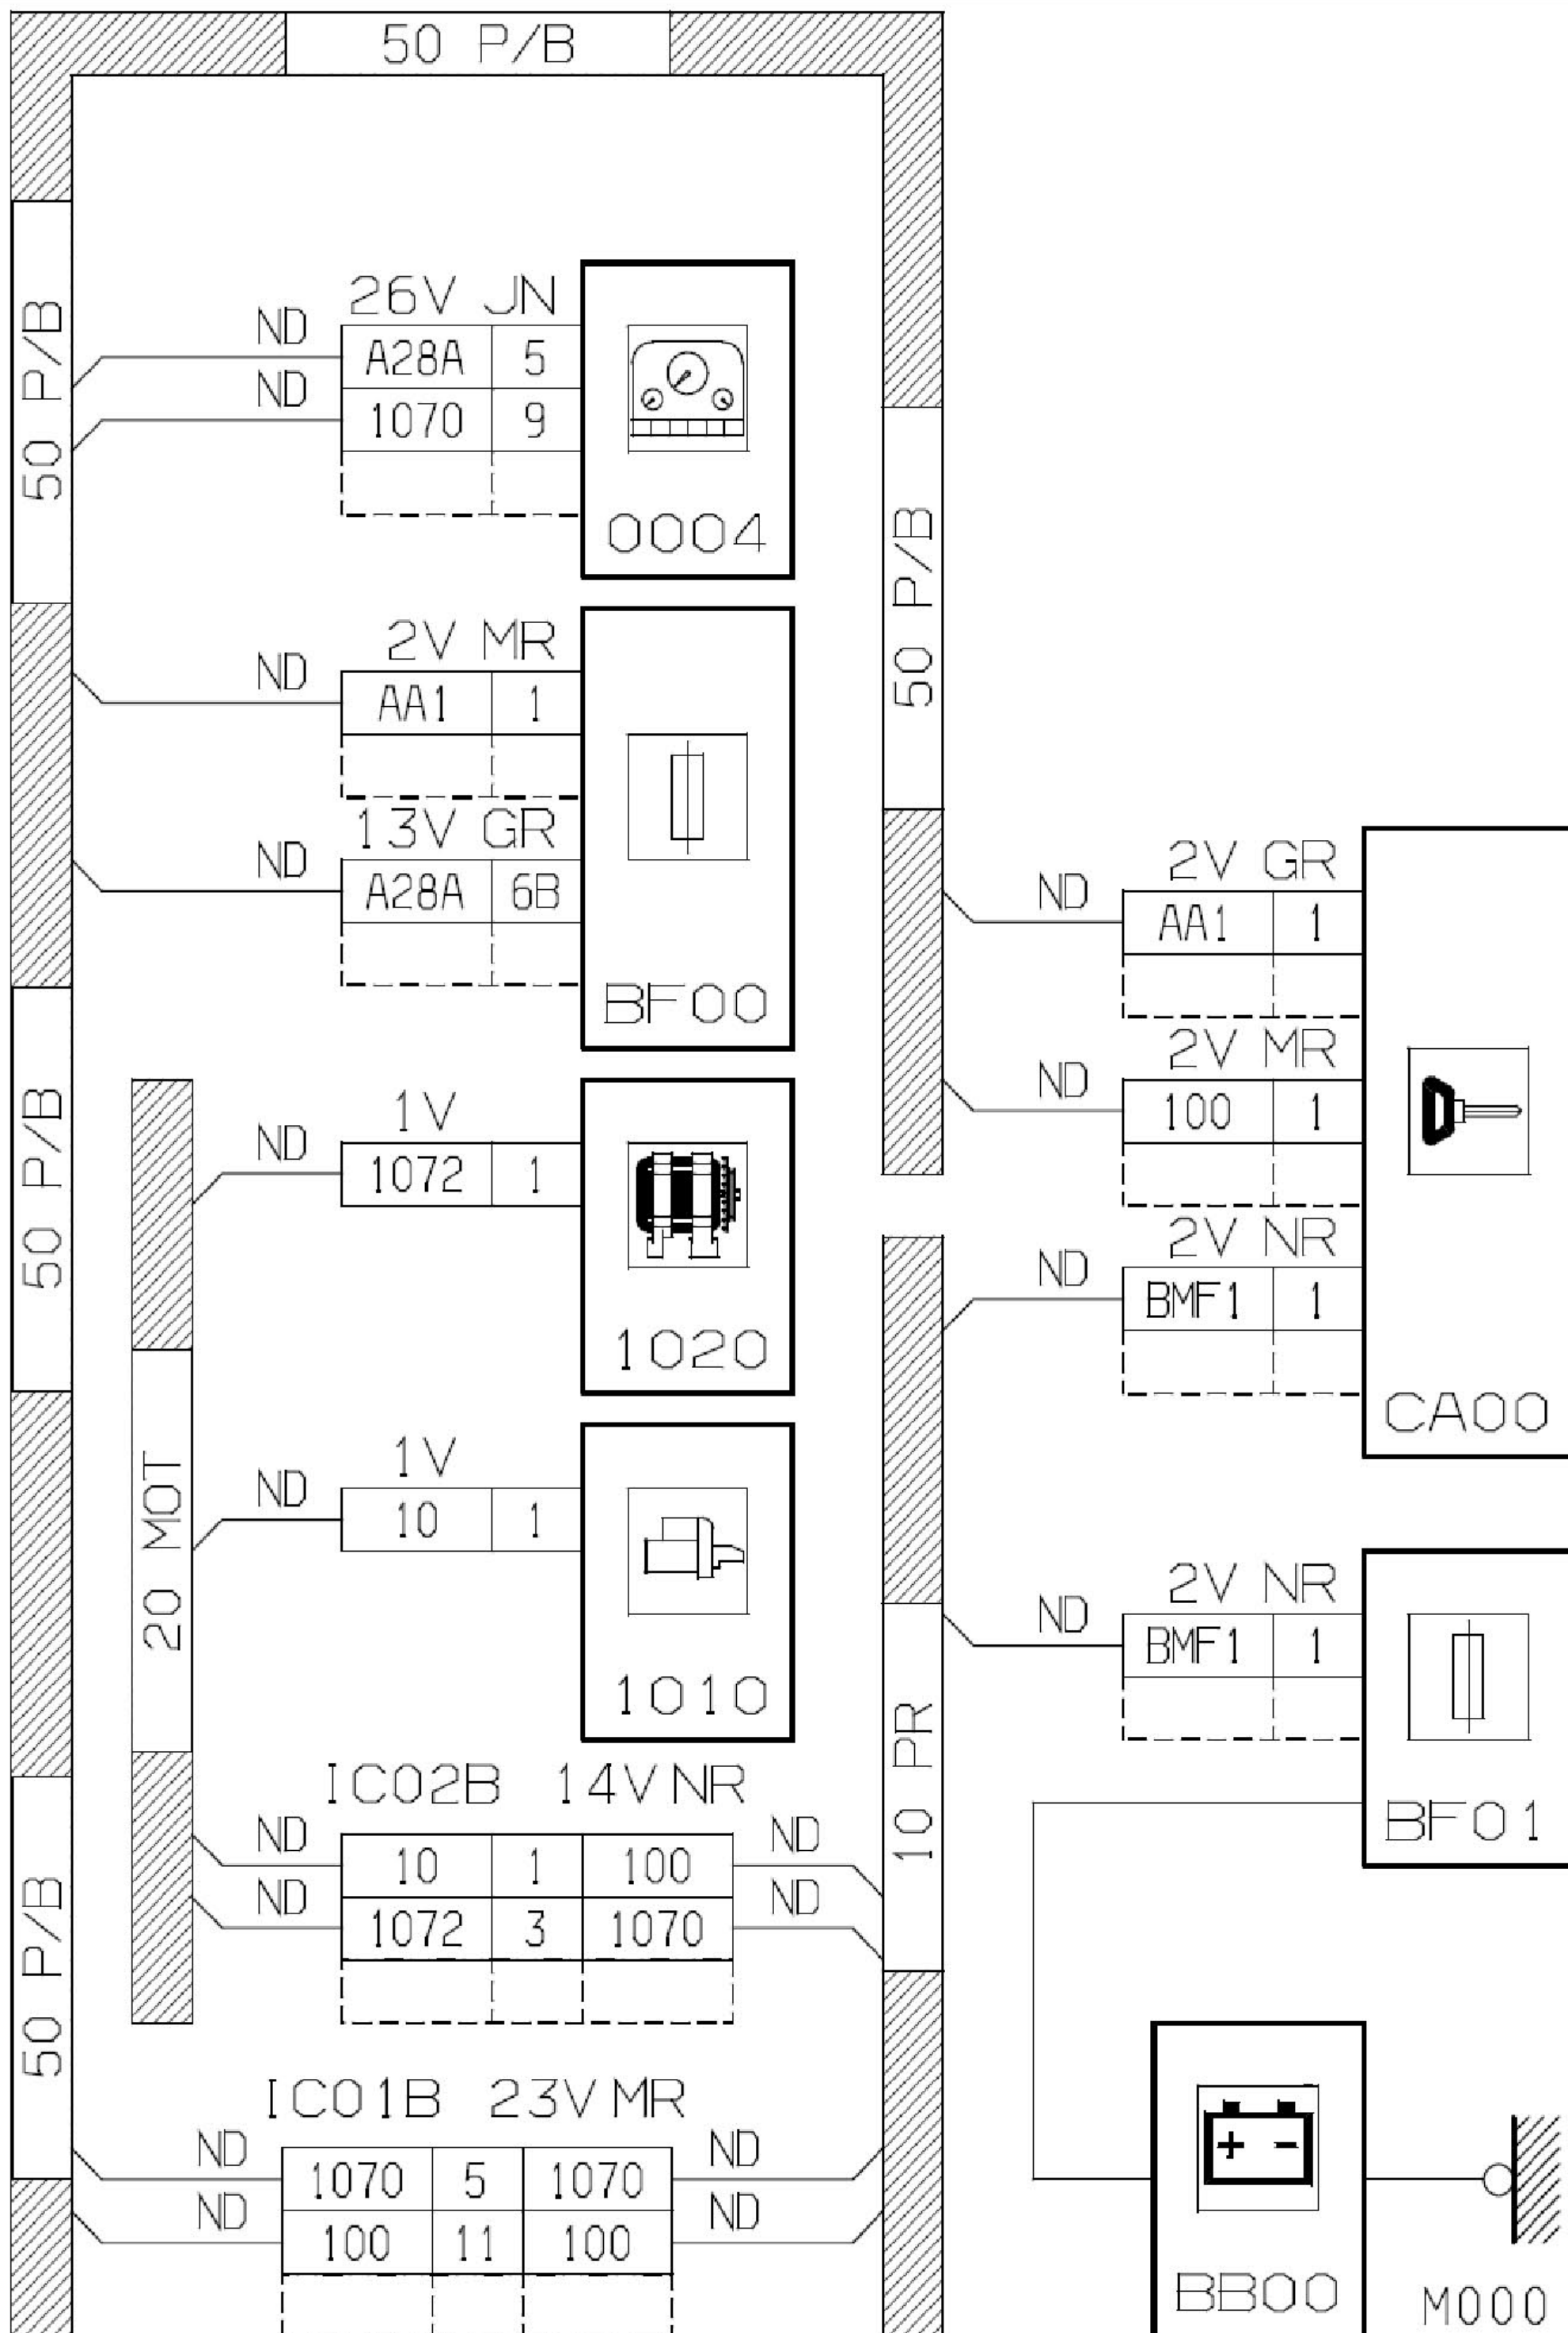 50 P/B
50 P/B
26V JN
ND
A28A 5
ND
1070 9
0004
50 P/B
2V MR
ND
AA1 1
13V GR
ND
A28A 6B
BF00
2V GR
ND
AA1 1
2V MR
ND
100 1
2V NR
ND
BMF1 1
CA00
50 P/B
1V
ND
1072 1
1020
20 MOT
1V
ND
10 1
1010
2V NR
ND
BMF1 1
BF01
10 PR
IC02B 14V NR
ND
10 1 100
ND
ND
1072 3 1070
ND
50 P/B
IC01B 23V MR
ND
1070 5 1070
ND
ND
100 11 100
ND
+ -
BB00
M000